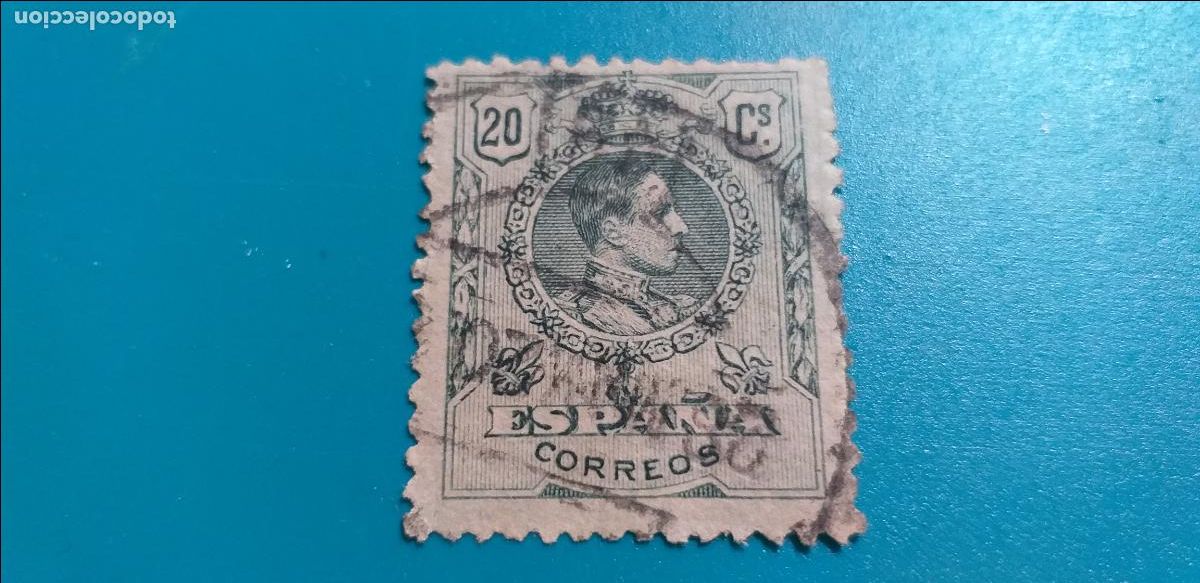 todocoleccion
20 Cs.
ESPAÑA
CORREOS